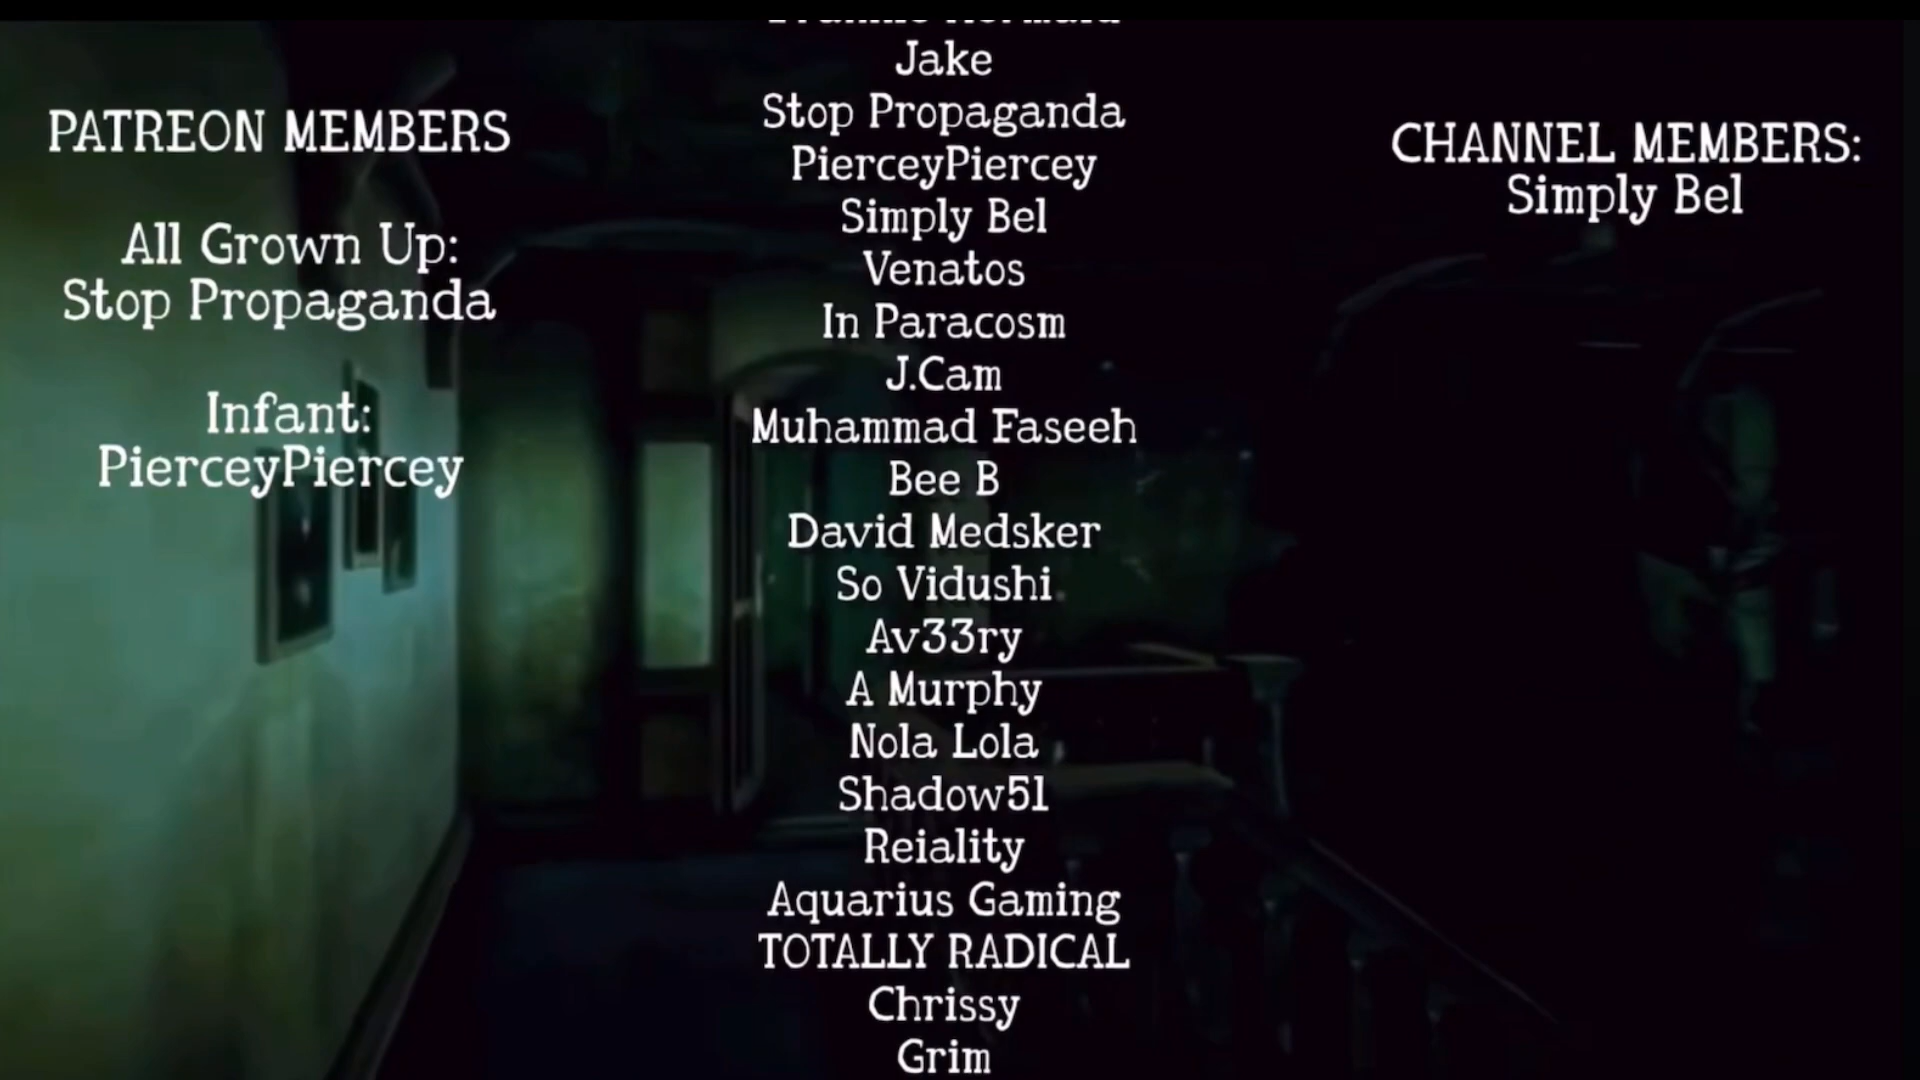 PATREON MEMBERS
All Grown Up:
Stop Propaganda
Infant:
PierceyPiercey
Jake
Stop Propaganda
PierceyPiercey
Simply Bel
Venatos
In Paracosm
J.Cam
Muhammad Faseeh
Bee B
David Medsker
So Vidushi
Av33ry
A Murphy
Nola Lola
Shadow51
Reiality
Aquarius Gaming
TOTALLY RADICAL
Chrissy
Grim
CHANNEL MEMBERS:
Simply Bel